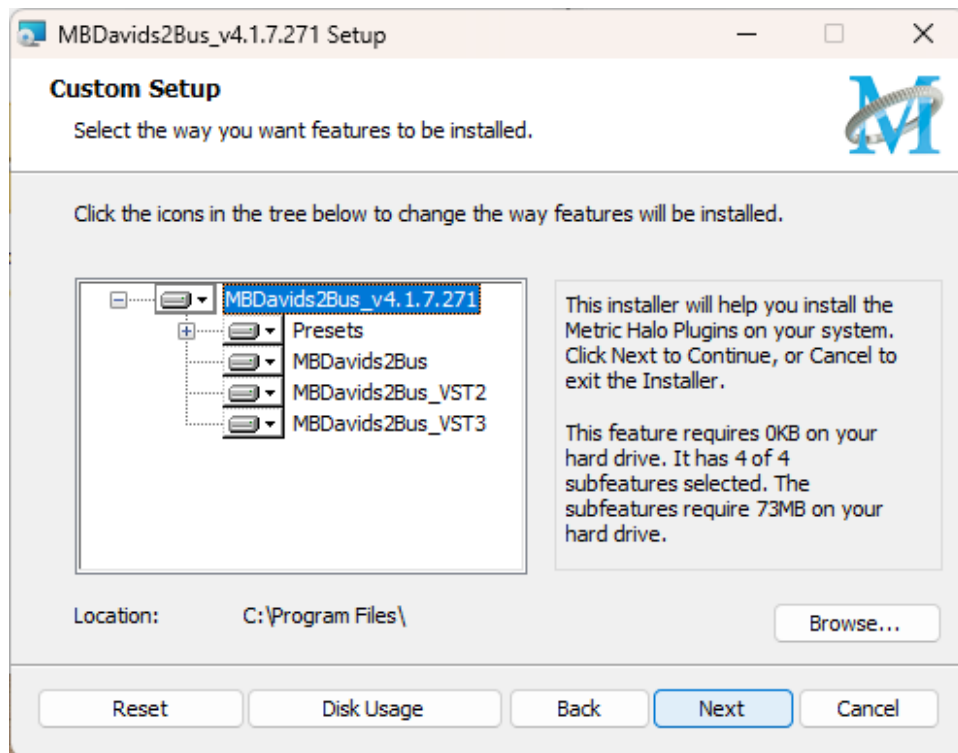 MBDavids2Bus_v4.1.7.271 Setup
Custom Setup
Select the way you want features to be installed.
Click the icons in the tree below to change the way features will be installed.
MBDavids2Bus_v4.1.7.271
Presets
MBDavids2Bus
MBDavids2Bus_VST2
MBDavids2Bus_VST3
This installer will help you install the
Metric Halo Plugins on your system.
Click Next to Continue, or Cancel to
exit the Installer.
This feature requires 0KB on your
hard drive. It has 4 of 4
subfeatures selected. The
subfeatures require 73MB on your
hard drive.
Location: C:\Program Files\
Browse...
Reset Disk Usage Back Next Cancel